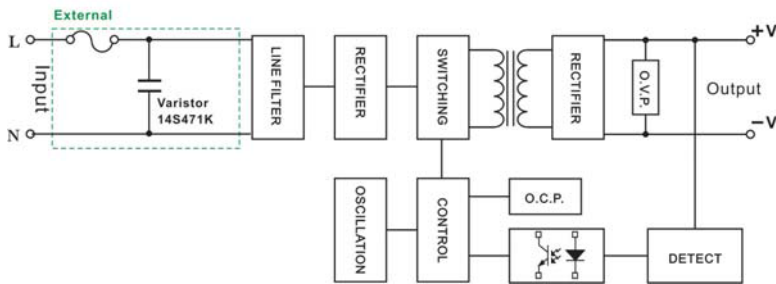 External
L
Input
Varistor
14S471K
N
LINE FILTER
RECTIFIER
SWITCHING
RECTIFIER
O.V.P.
+V
Output
−V
OSCILLATION
CONTROL
O.C.P.
DETECT